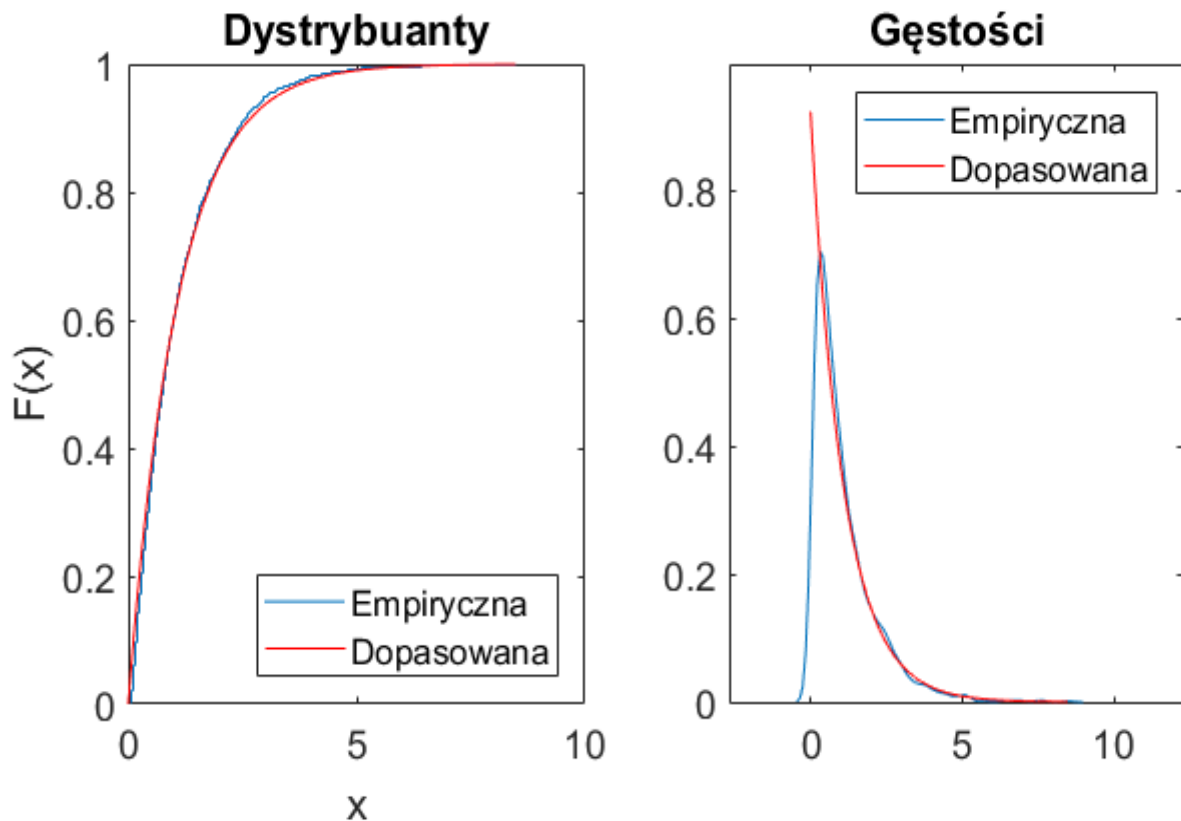 Dystrybuanty
1
0.8
0.6
0.4
0.2
0
F(x)
0
5
10
x
Empiryczna
Dopasowana
Gęstości
0.8
0.6
0.4
0.2
0
0
5
10
Empiryczna
Dopasowana